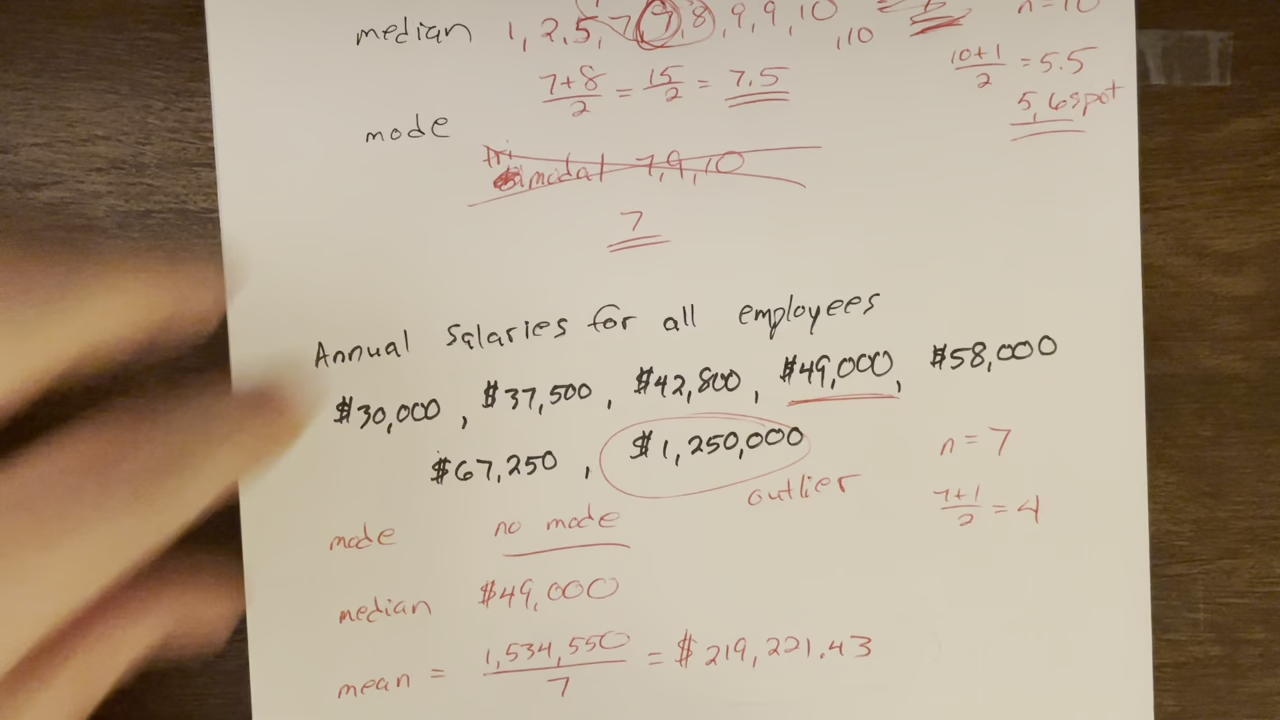 median 1, 2, 5, 7, 7, 8, 9, 9, 10, 10
n=10
7+8/2 = 15/2 = 7.5
10+1/2 = 5.5
5, 6 spot
mode
trimodal 7, 9, 10
7
Annual Salaries for all employees
$30,000, $37,500, $42,800, $49,000, $58,000
$67,250, $1,250,000
outlier
n=7
7+1/2 = 4
mode no mode
median $49,000
mean = 1,534,550/7 = $219,221.43